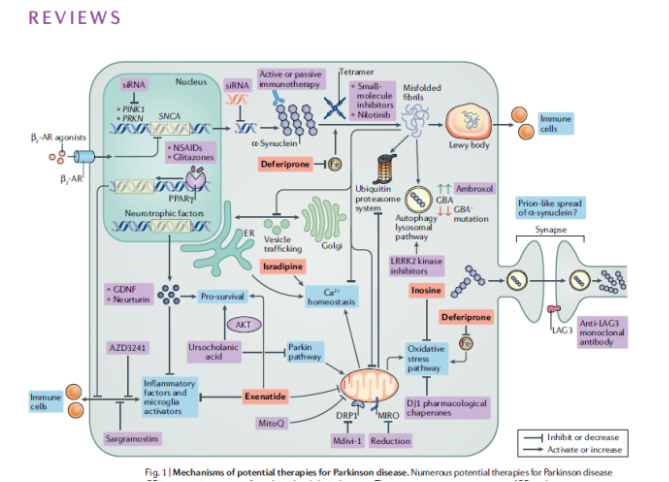 REVIEWS
Nucleus
siRNA
• PINK1
• PRKN
SNCA
siRNA
Active or passive
immunotherapy
Tetramer
• Small-
molecule
inhibitors
• Nilotinib
Misfolded
fibrils
Immune
cells
β2-AR agonists
β2-AR
• NSAIDs
• Glitazones
α-Synuclein
Lewy body
Deferiprone
Fe
PPARγ
Ubiquitin
proteasome
system
Ambroxol
GBA
GBA
mutation
Prion-like spread
of α-synuclein?
Neurotrophic factors
Autophagy
lysosomal
pathway
Synapse
ER
Vesicle
trafficking
Golgi
LRRK2 kinase
inhibitors
Isradipine
• GDNF
• Neurturin
Pro-survival
Ca2+
homeostasis
Inosine
AKT
Deferiprone
Fe
LAG3
Anti-LAG3
monoclonal
antibody
AZD3241
Ursocholanic
acid
Parkin
pathway
Oxidative
stress
pathway
Immune
cells
Inflammatory
factors and
microglia
activators
Exenatide
DJ1 pharmacological
chaperones
MitoQ
DRP1
MIRO
Sargramostim
Mdivi-1
Reduction
Inhibit or decrease
Activate or increase
Fig. 1 | Mechanisms of potential therapies for Parkinson disease. Numerous potential therapies for Parkinson disease